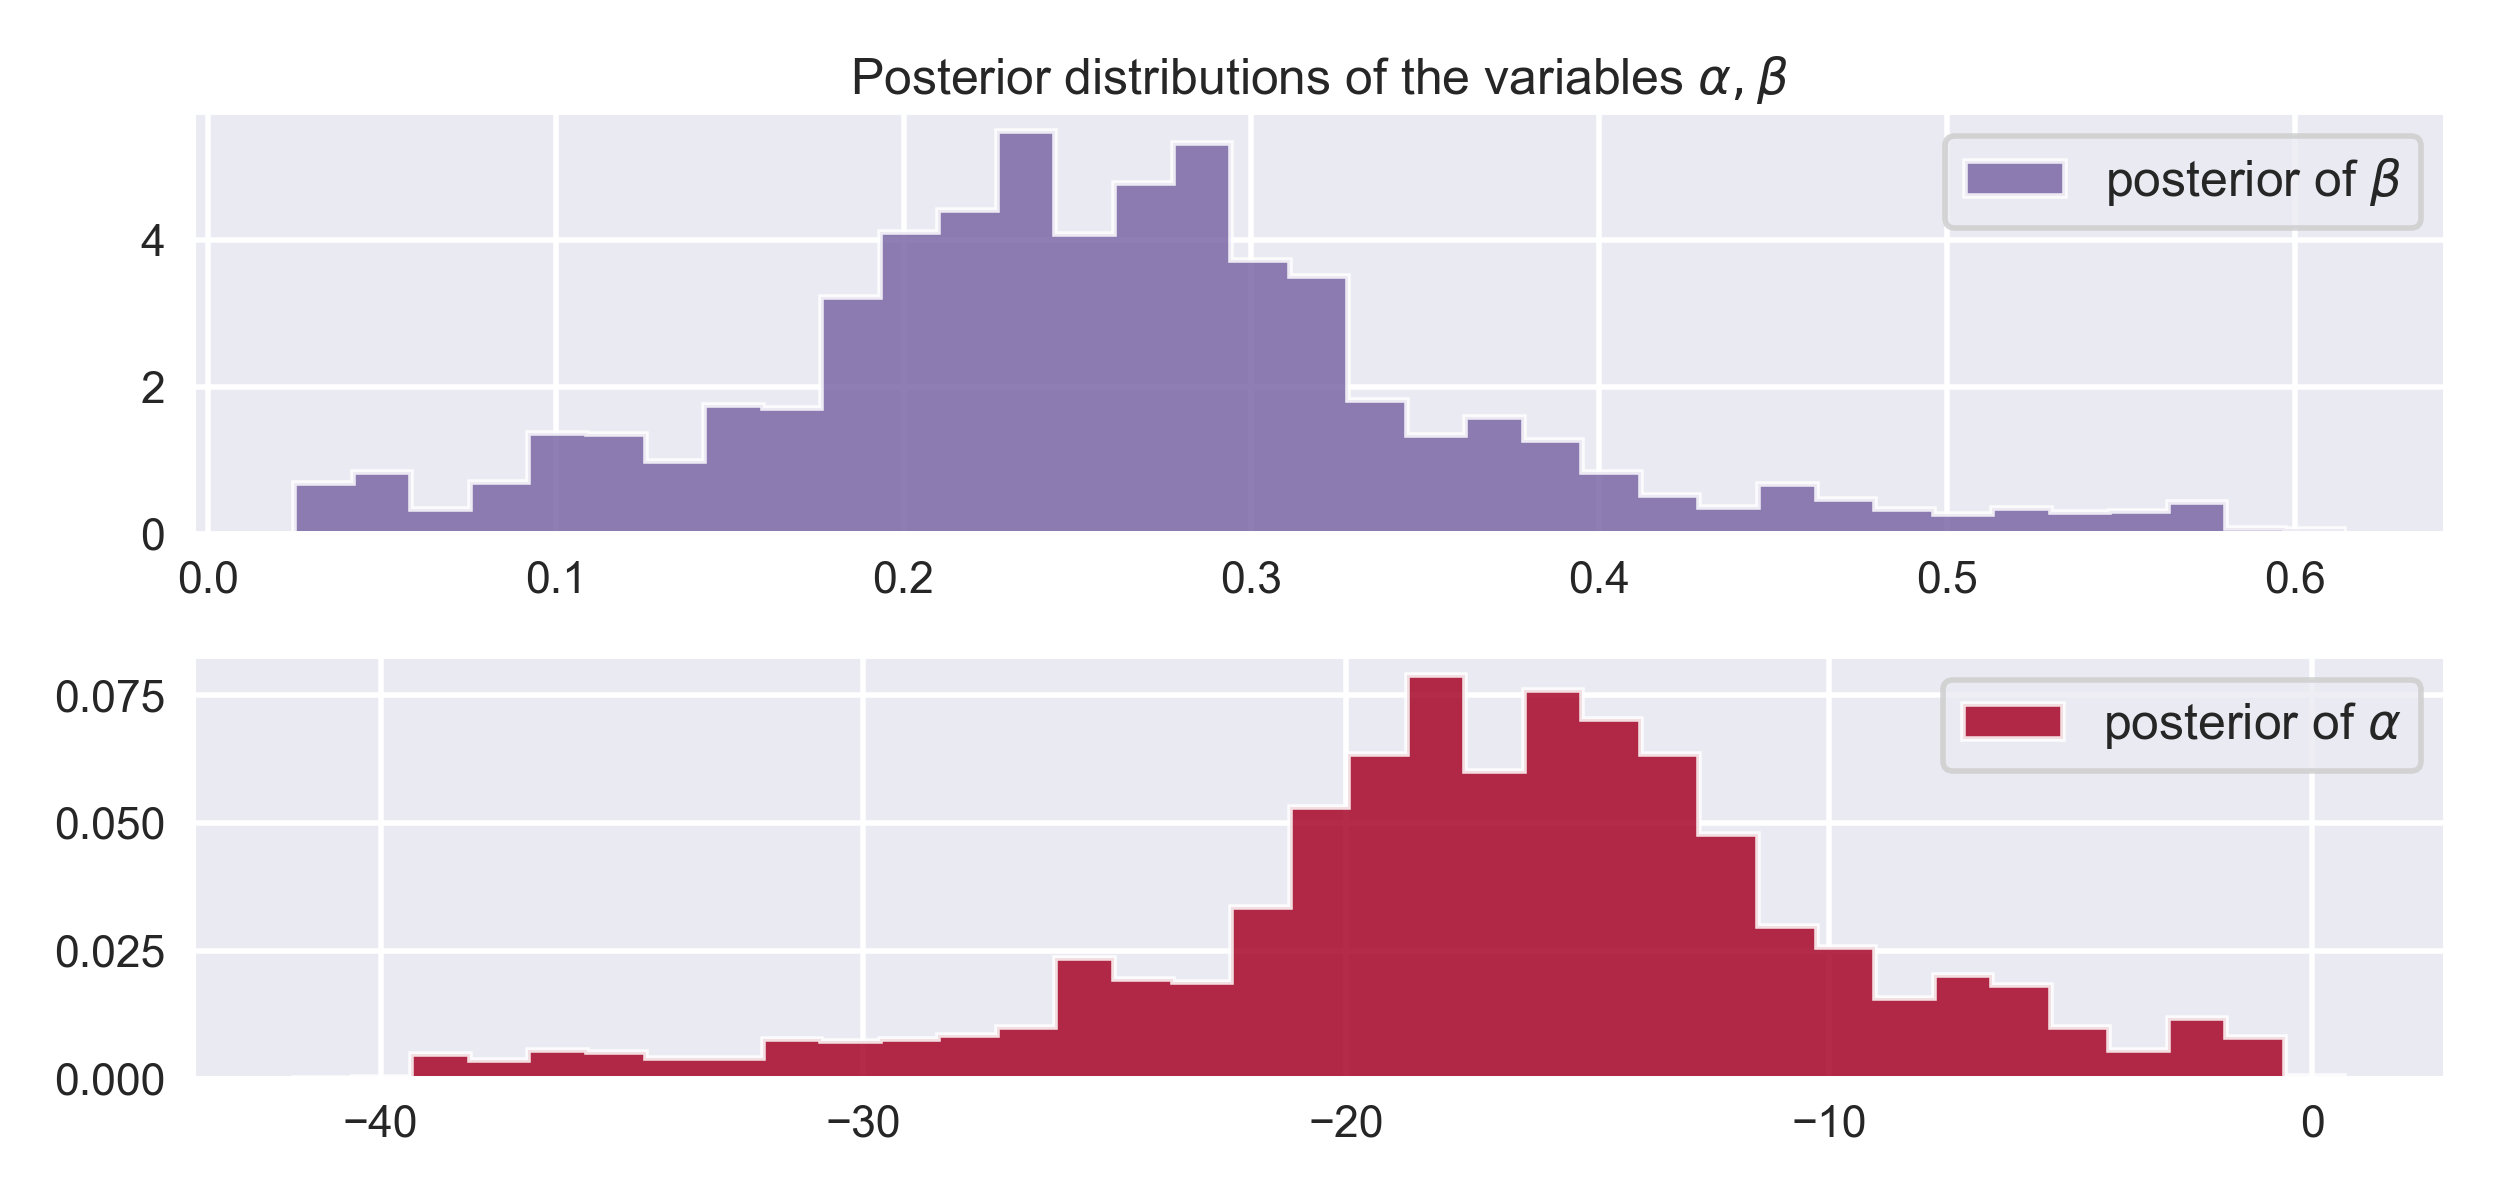 Posterior distributions of the variables α, β
posterior of β
4
2
0
0.0 0.1 0.2 0.3 0.4 0.5 0.6
posterior of α
0.075
0.050
0.025
0.000
−40 −30 −20 −10 0